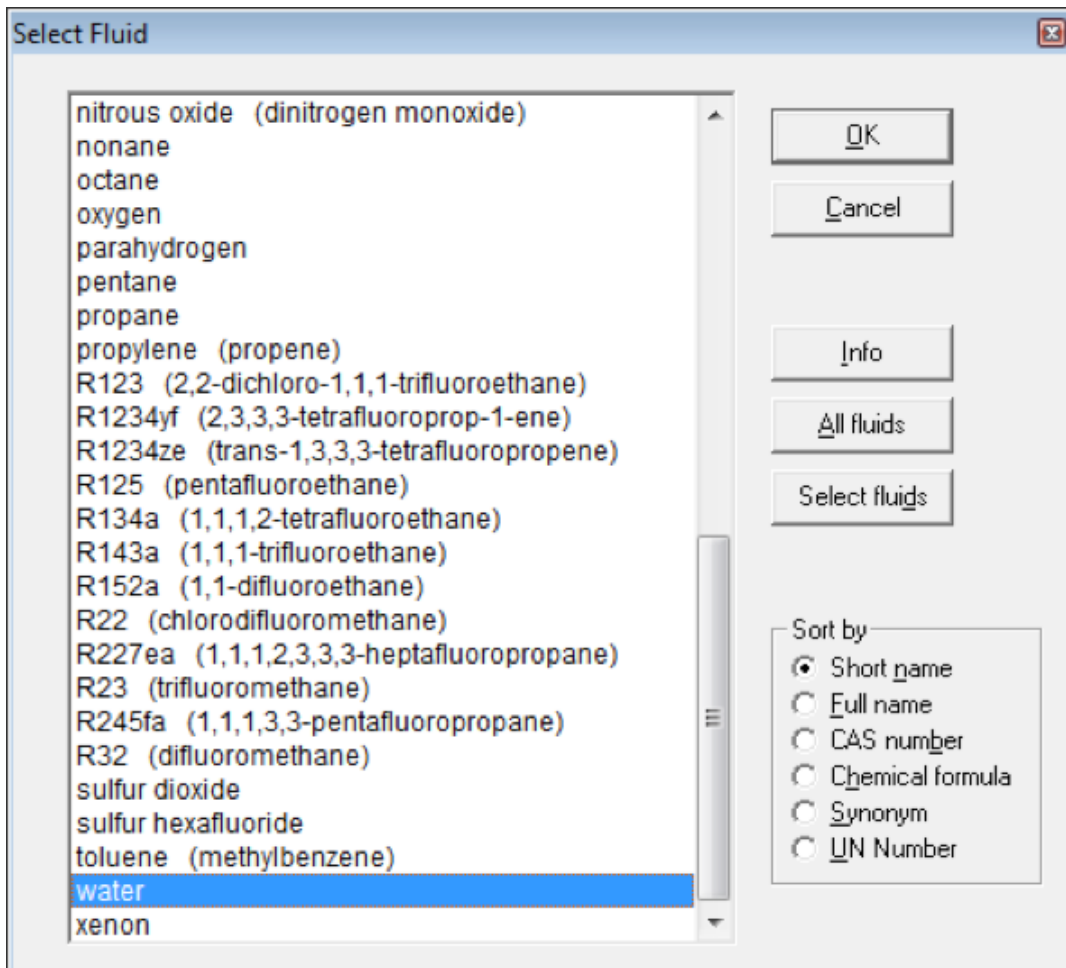 Select Fluid
nitrous oxide (dinitrogen monoxide)
nonane
octane
oxygen
parahydrogen
pentane
propane
propylene (propene)
R123 (2,2-dichloro-1,1,1-trifluoroethane)
R1234yf (2,3,3,3-tetrafluoroprop-1-ene)
R1234ze (trans-1,3,3,3-tetrafluoropropene)
R125 (pentafluoroethane)
R134a (1,1,1,2-tetrafluoroethane)
R143a (1,1,1-trifluoroethane)
R152a (1,1-difluoroethane)
R22 (chlorodifluoromethane)
R227ea (1,1,1,2,3,3,3-heptafluoropropane)
R23 (trifluoromethane)
R245fa (1,1,1,3,3-pentafluoropropane)
R32 (difluoromethane)
sulfur dioxide
sulfur hexafluoride
toluene (methylbenzene)
water
xenon
OK
Cancel
Info
All fluids
Select fluids
Sort by
Short name
Full name
CAS number
Chemical formula
Synonym
UN Number